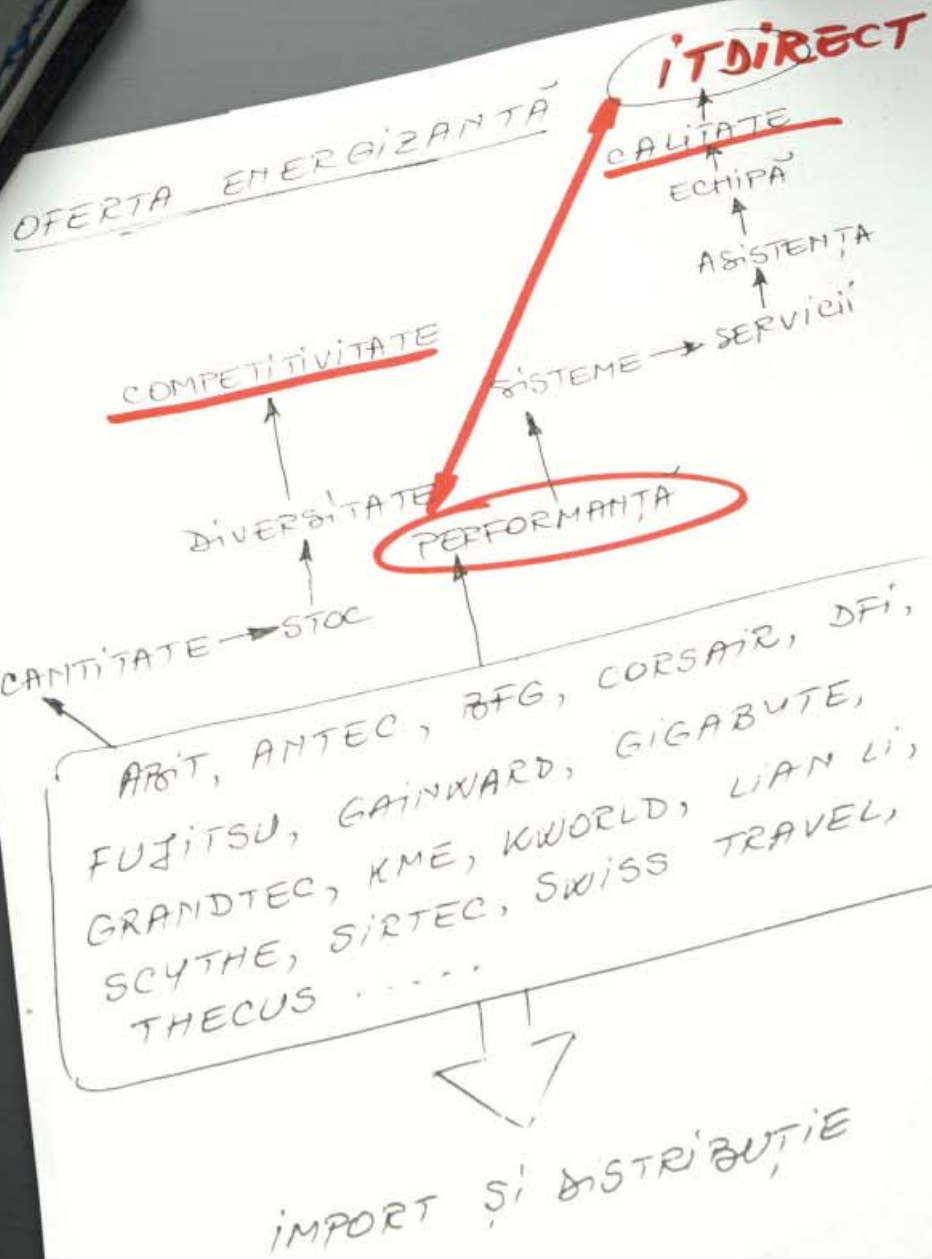 iTDiRECT
OFERTA ENERGiZANTĂ
CALiTATE
ECHiPĂ
ASiSTENȚA
SiSTEME → SERViCii
COMPETiTiViTATE
DiVERSiTATE
PERFORMANȚĂ
CANTiTATE → STOC
ABiT, ANTEC, BFG, CORSAiR, DFi,
FUJiTSU, GAiNWARD, GiGABUTE,
GRANDTEC, KME, KWORLD, LiAN Li,
SCYTHE, SiRTEC, SWiSS TRAVEL,
THECUS .....
iMPORT Și DiSTRiBUȚiE